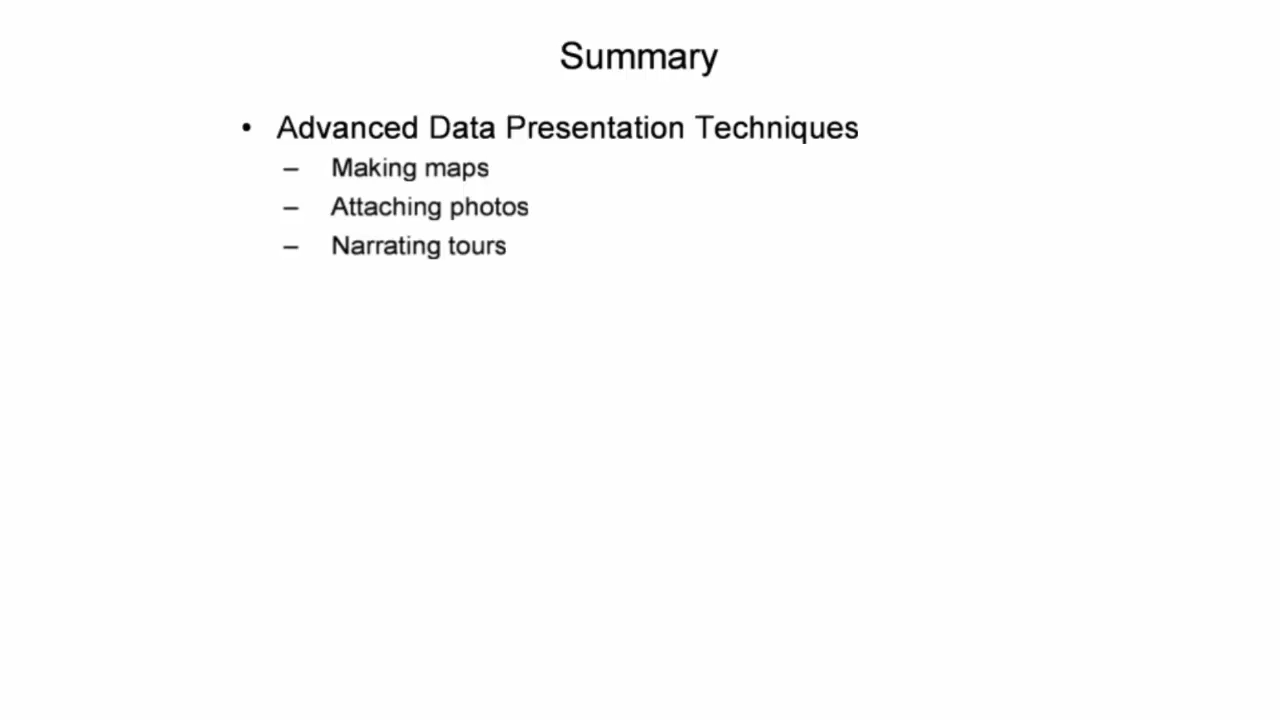 Summary
• Advanced Data Presentation Techniques
– Making maps
– Attaching photos
– Narrating tours